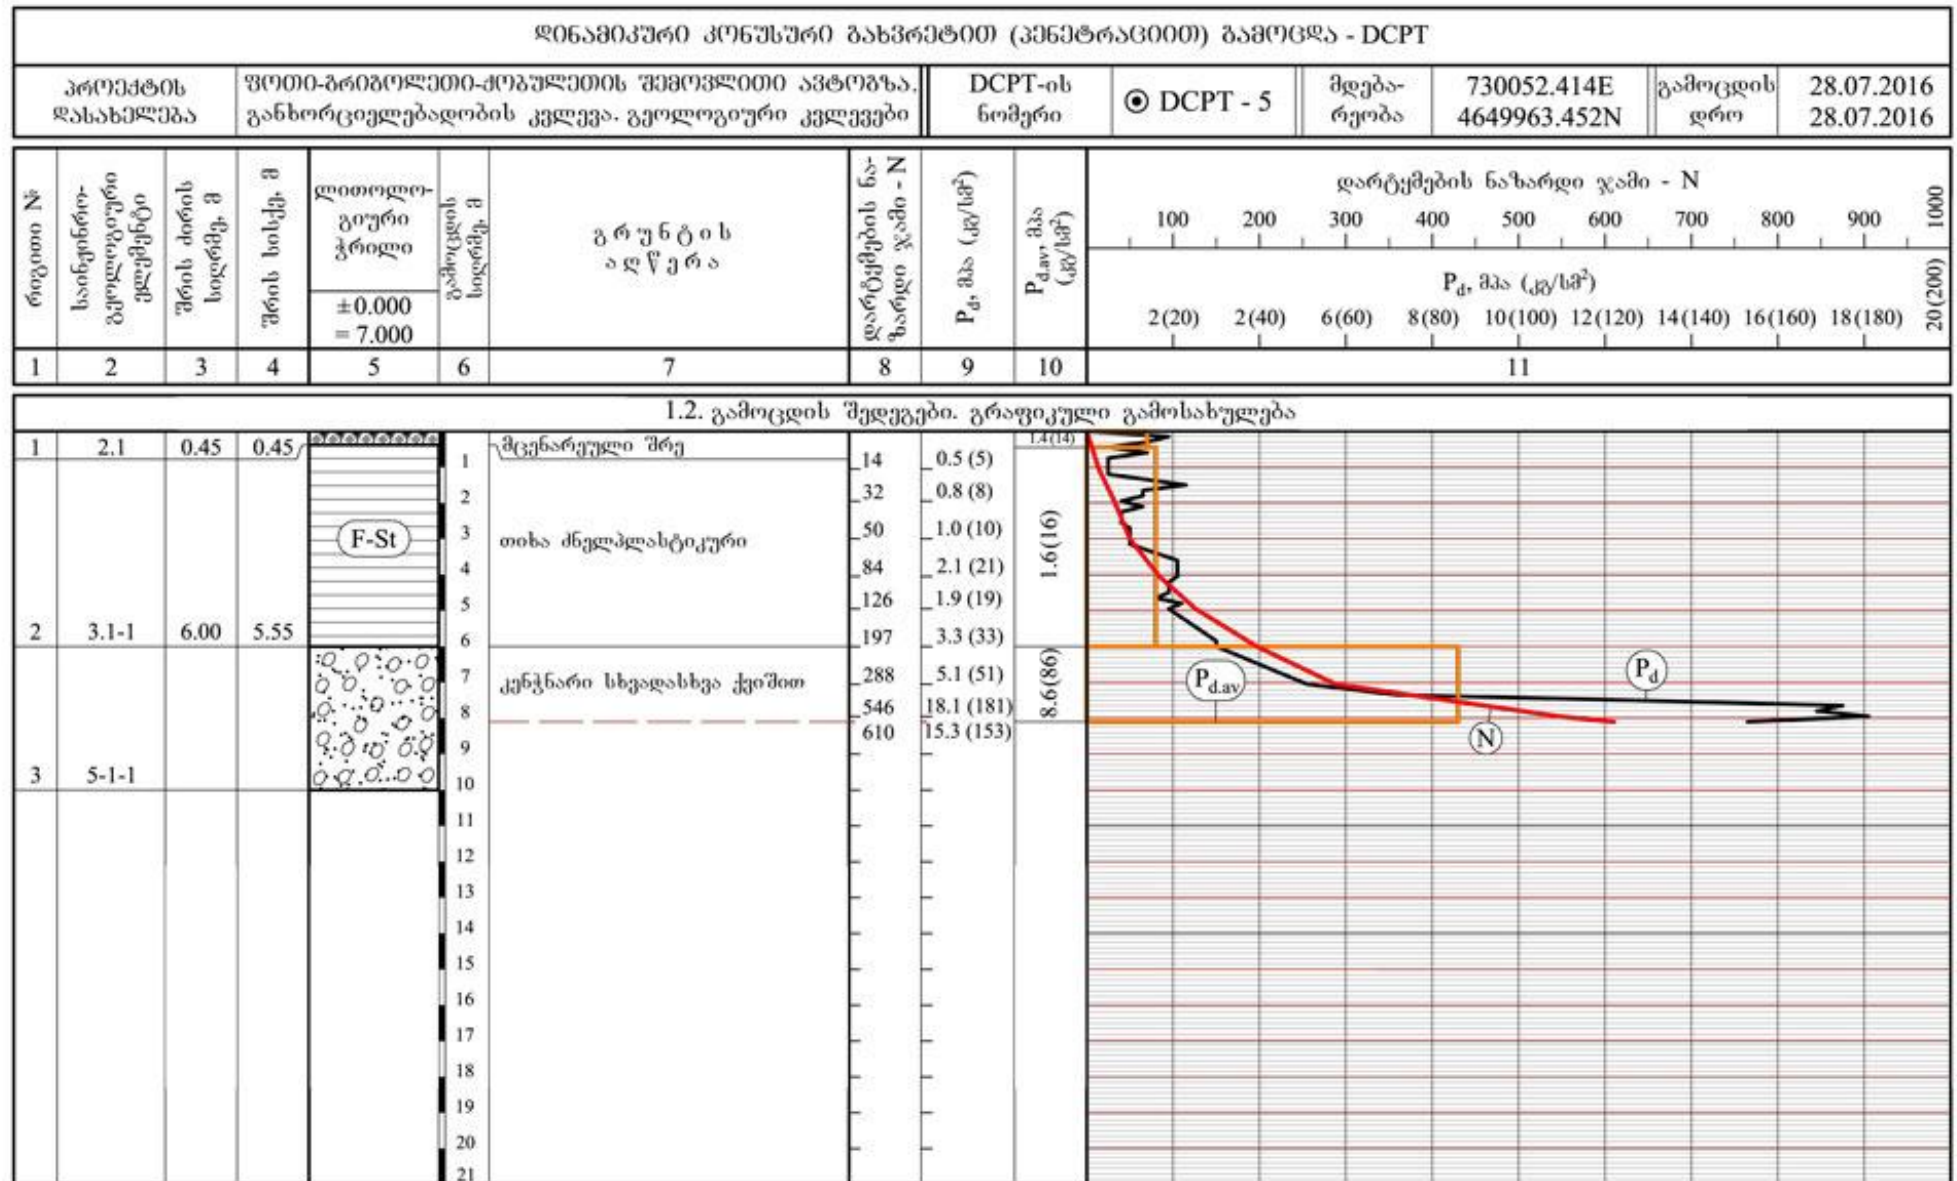 დინამიკური კონუსური გახვრეტით (პენეტრაციით) გამოცდა - DCPT
პროექტის
დასახელება
ფოთი-გრიგოლეთი-ქობულეთის შემოვლითი ავტოგზა.
განხორციელებადობის კვლევა. გეოლოგიური კვლევები
DCPT-ის
ნომერი
DCPT - 5
მდება-
რეობა
730052.414E
4649963.452N
გამოცდის
დრო
28.07.2016
28.07.2016
რიგითი №
საინჟინრო-
გეოლოგიური
ელემენტი
შრის ძირის
სიღრმე, მ
შრის სისქე, მ
ლითოლო-
გიური
ჭრილი
±0.000
= 7.000
გამოცდის
სიღრმე, მ
გრუნტის
აღწერა
დარტყმების ნა-
ზარდი ჯამი - N
Pd, მპა (კგ/სმ²)
Pd.av, მპა
(კგ/სმ²)
დარტყმების ნაზარდი ჯამი - N
100 200 300 400 500 600 700 800 900 1000
Pd, მპა (კგ/სმ²)
2(20) 2(40) 6(60) 8(80) 10(100) 12(120) 14(140) 16(160) 18(180) 20(200)
1 2 3 4 5 6 7 8 9 10 11
1.2. გამოცდის შედეგები. გრაფიკული გამოსახულება
1 2.1 0.45 0.45 მცენარეული შრე 1.4(14)
1 14 0.5 (5)
2 32 0.8 (8)
F-St 3 თიხა ძნელპლასტიკური 50 1.0 (10) 1.6(16)
4 84 2.1 (21)
5 126 1.9 (19)
2 3.1-1 6.00 5.55 6 197 3.3 (33)
7 კენჭნარი სხვადასხვა ქვიშით 288 5.1 (51) 8.6(86) Pd.av Pd
8 546 18.1 (181)
9 610 15.3 (153) N
3 5-1-1 10
11
12
13
14
15
16
17
18
19
20
21